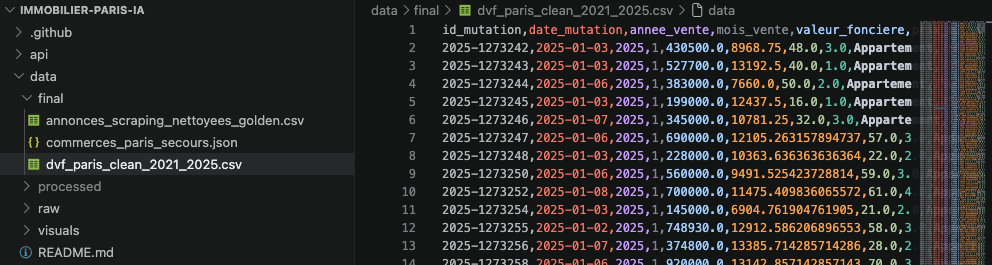 IMMOBILIER-PARIS-IA
.github
api
data
final
annonces_scraping_nettoyees_golden.csv
{} commerces_paris_secours.json
dvf_paris_clean_2021_2025.csv
processed
raw
visuals
README.md
data > final > dvf_paris_clean_2021_2025.csv > data
1 id_mutation,date_mutation,annee_vente,mois_vente,valeur_fonciere,
2 2025-1273242,2025-01-03,2025,1,430500.0,8968.75,48.0,3.0,Appartem
3 2025-1273243,2025-01-03,2025,1,527700.0,13192.5,40.0,1.0,Appartem
4 2025-1273244,2025-01-06,2025,1,383000.0,7660.0,50.0,2.0,Apparteme
5 2025-1273245,2025-01-03,2025,1,199000.0,12437.5,16.0,1.0,Appartem
6 2025-1273246,2025-01-07,2025,1,345000.0,10781.25,32.0,3.0,Apparte
7 2025-1273247,2025-01-06,2025,1,690000.0,12105.263157894737,57.0,3
8 2025-1273248,2025-01-03,2025,1,228000.0,10363.636363636364,22.0,2
9 2025-1273250,2025-01-06,2025,1,560000.0,9491.525423728814,59.0,3.
10 2025-1273252,2025-01-08,2025,1,700000.0,11475.409836065572,61.0,4
11 2025-1273254,2025-01-03,2025,1,145000.0,6904.761904761905,21.0,2.
12 2025-1273255,2025-01-02,2025,1,748930.0,12912.586206896553,58.0,3
13 2025-1273256,2025-01-07,2025,1,374800.0,13385.714285714286,28.0,2
14 2025-1273258,2025-01-06,2025,1,920000.0,13142.857142857143,70.0,3